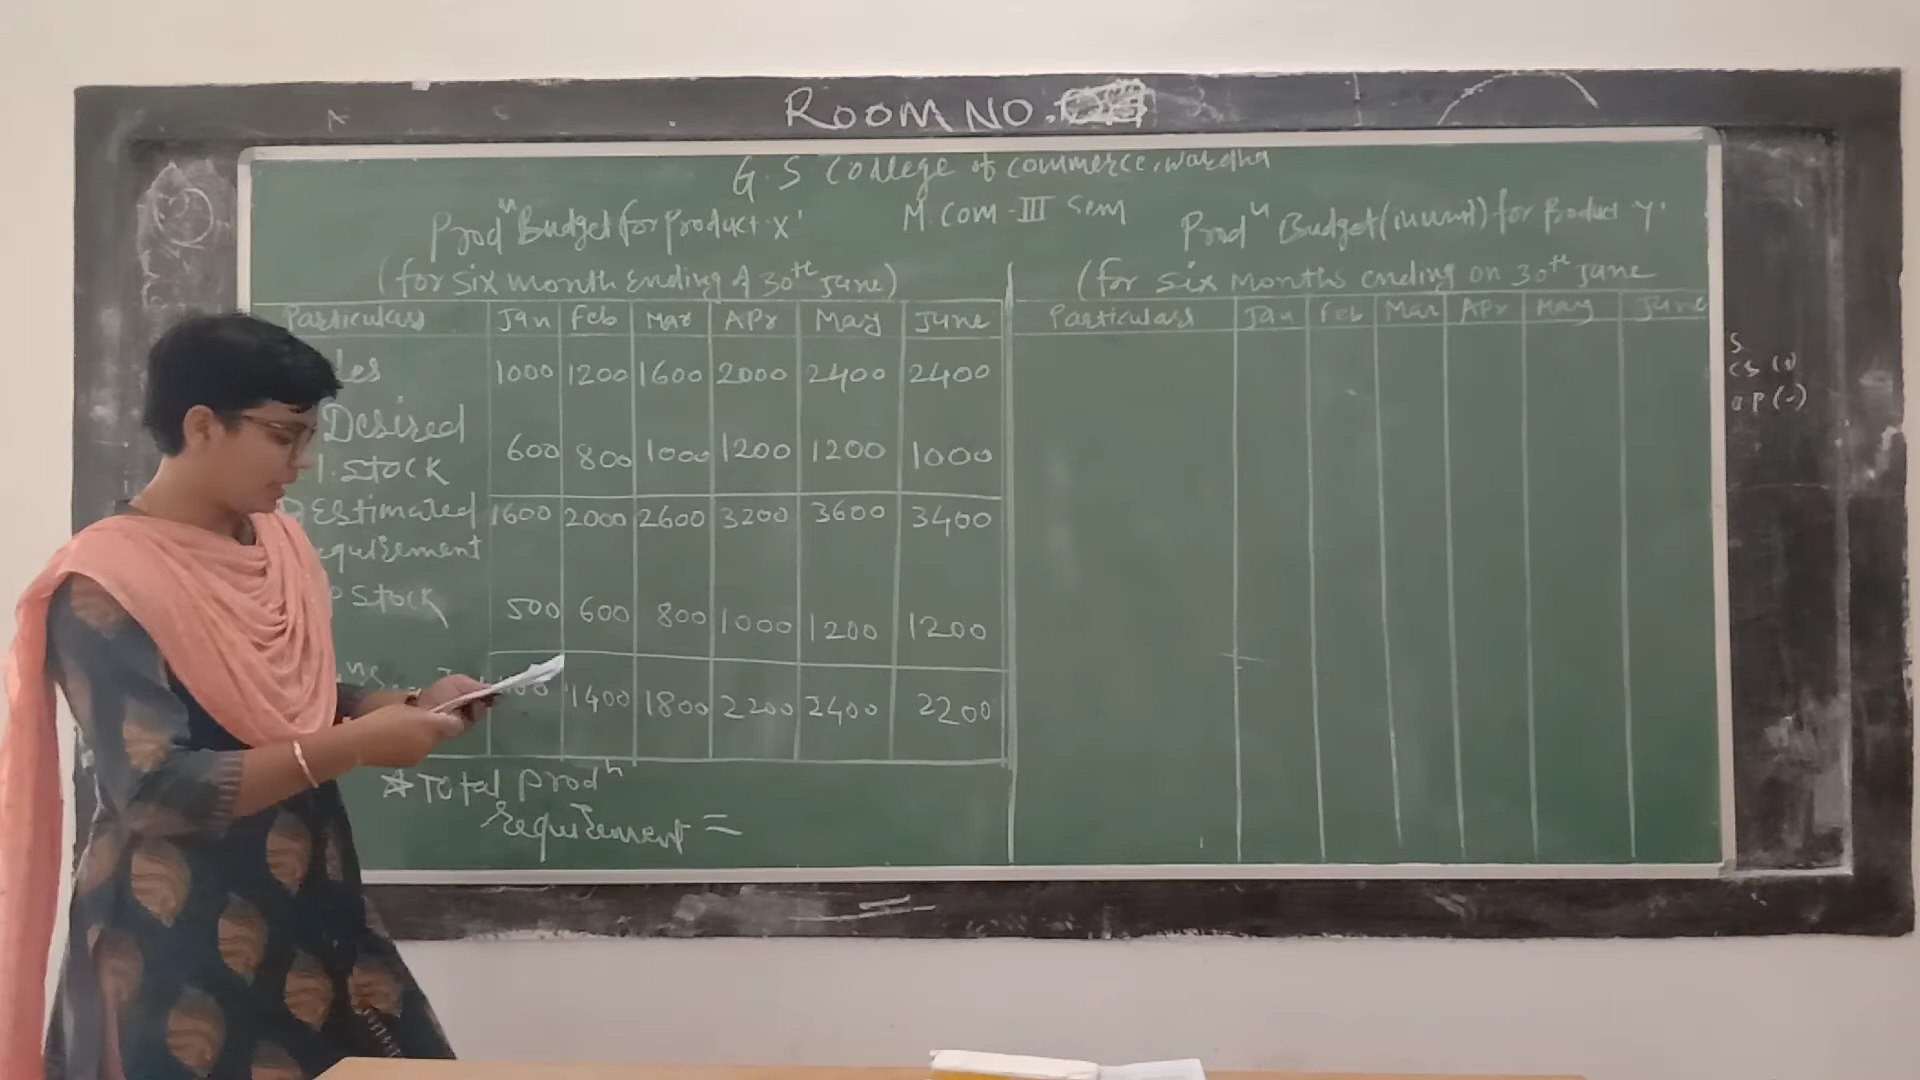 ROOM NO.
G. S. College of commerce, wardha
M. Com - III Sem
Prodⁿ Budget for Product 'X'
(for six month Ending of 30th June)
Particulars Jan Feb Mar APr May June
les 1000 1200 1600 2000 2400 2400
Desired
l. Stock 600 800 1000 1200 1200 1000
Estimated 1600 2000 2600 3200 3600 3400
equirement
P Stock 500 600 800 1000 1200 1200
1400 1800 2200 2400 2200
* Total Prodⁿ
requirement =
Prodⁿ Budget (in unit) for Product 'Y'
(for six Months ending on 30th June
Particulars Jan Feb Mar APr May June
S
CS (+)
OP (-)